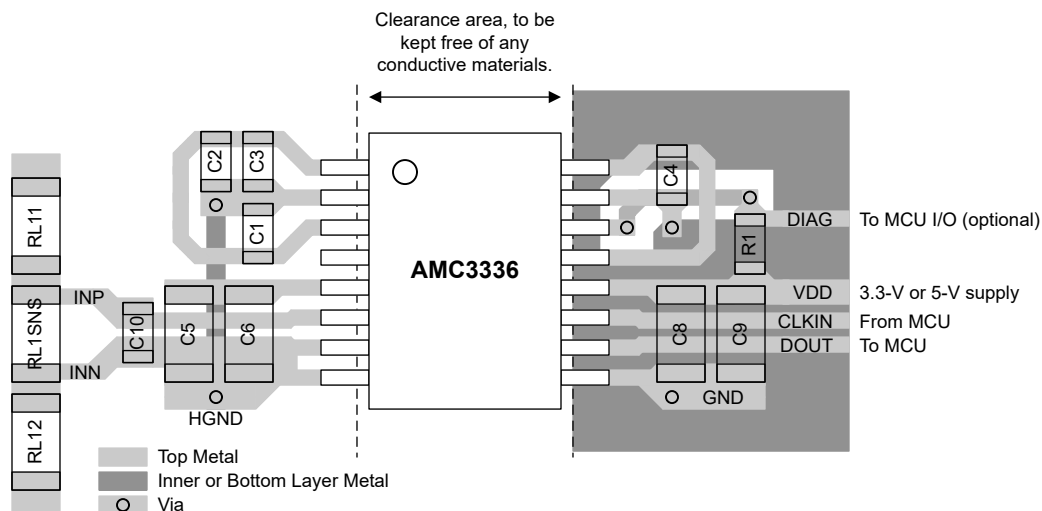 Clearance area, to be
kept free of any
conductive materials.
C2
C3
C4
RL11
C1
R1
DIAG
To MCU I/O (optional)
AMC3336
INP
VDD
3.3-V or 5-V supply
RL1SNS
C10
C5
C6
C8
C9
CLKIN
From MCU
DOUT
To MCU
INN
GND
HGND
RL12
Top Metal
Inner or Bottom Layer Metal
Via